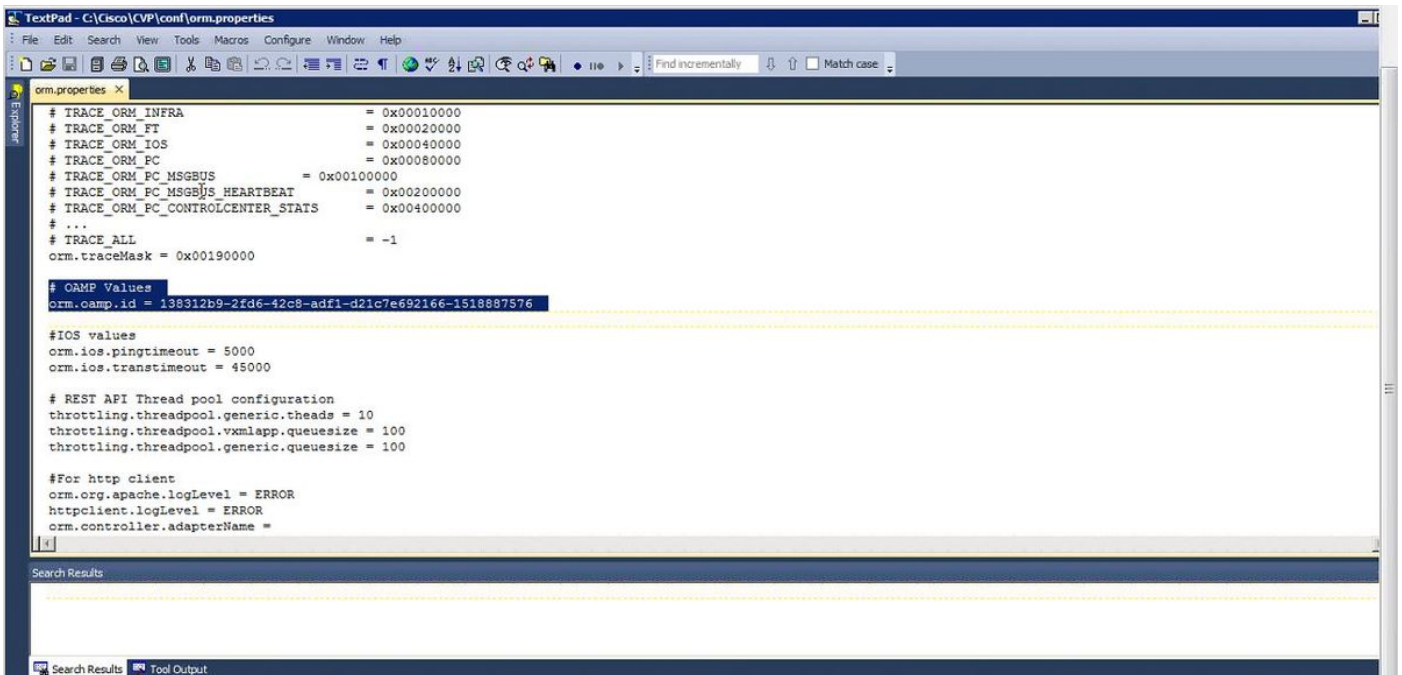 TextPad - C:\Cisco\CVP\conf\orm.properties
File Edit Search View Tools Macros Configure Window Help
Find incrementally Match case
orm.properties
Explorer
# TRACE_ORM_INFRA = 0x00010000
# TRACE_ORM_FT = 0x00020000
# TRACE_ORM_IOS = 0x00040000
# TRACE_ORM_PC = 0x00080000
# TRACE_ORM_PC_MSGBUS = 0x00100000
# TRACE_ORM_PC_MSGBUS_HEARTBEAT = 0x00200000
# TRACE_ORM_PC_CONTROLCENTER_STATS = 0x00400000
# ...
# TRACE_ALL = -1
orm.traceMask = 0x00190000
# OAMP Values
orm.oamp.id = 138312b9-2fd6-42c8-adf1-d21c7e692166-1518887576
#IOS values
orm.ios.pingtimeout = 5000
orm.ios.transtimeout = 45000
# REST API Thread pool configuration
throttling.threadpool.generic.theads = 10
throttling.threadpool.vxmlapp.queuesize = 100
throttling.threadpool.generic.queuesize = 100
#For http client
orm.org.apache.logLevel = ERROR
httpclient.logLevel = ERROR
orm.controller.adapterName =
Search Results
Search Results Tool Output